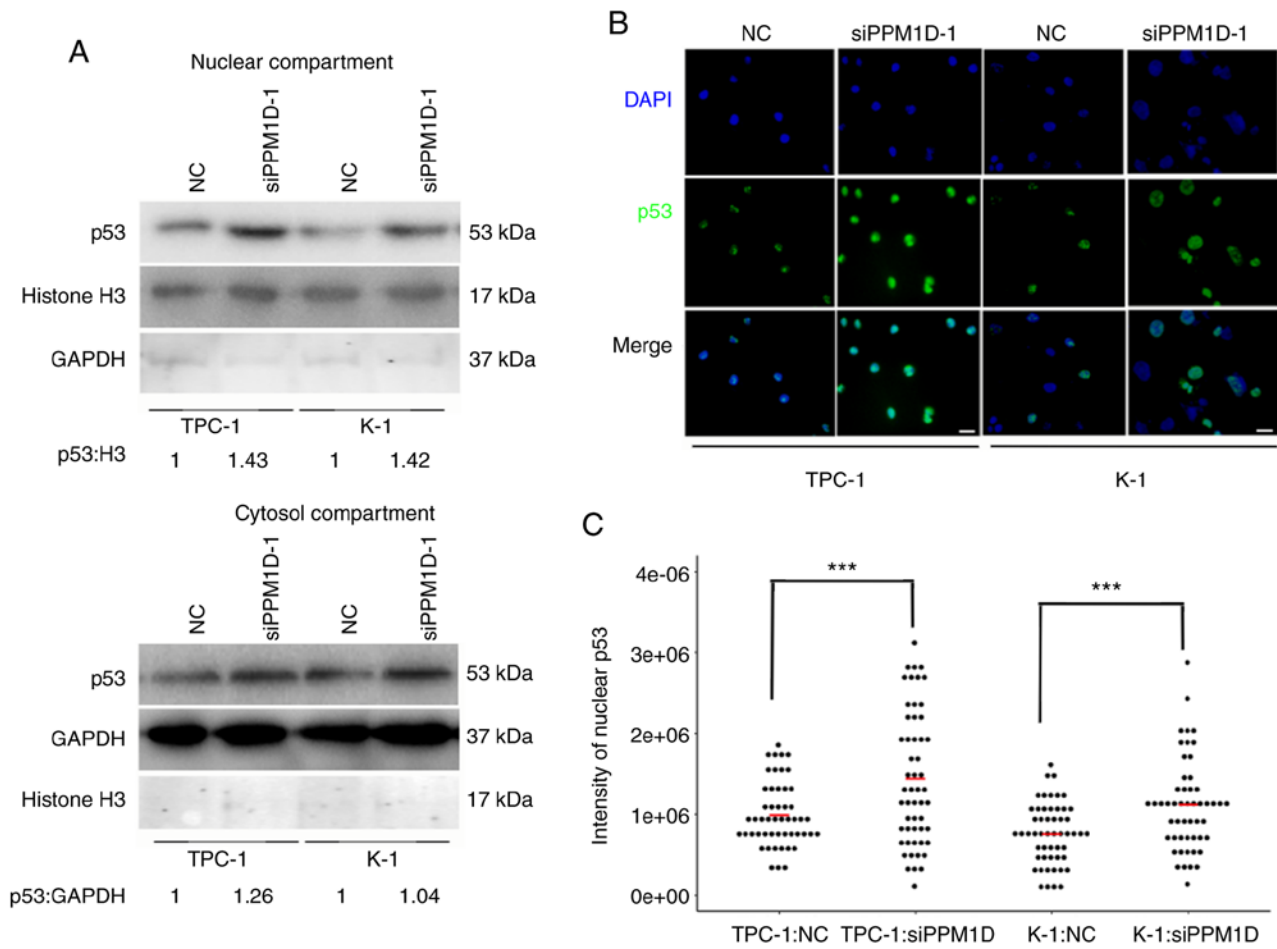 A
Nuclear compartment
NC siPPM1D-1 NC siPPM1D-1
p53 53 kDa
Histone H3 17 kDa
GAPDH 37 kDa
TPC-1 K-1
p53:H3 1 1.43 1 1.42
Cytosol compartment
NC siPPM1D-1 NC siPPM1D-1
p53 53 kDa
GAPDH 37 kDa
Histone H3 17 kDa
TPC-1 K-1
p53:GAPDH 1 1.26 1 1.04
B
NC siPPM1D-1 NC siPPM1D-1
DAPI
p53
Merge
TPC-1 K-1
C
Intensity of nuclear p53
4e-06
3e+06
2e+06
1e+06
0e+00
*** ***
TPC-1:NC TPC-1:siPPM1D K-1:NC K-1:siPPM1D